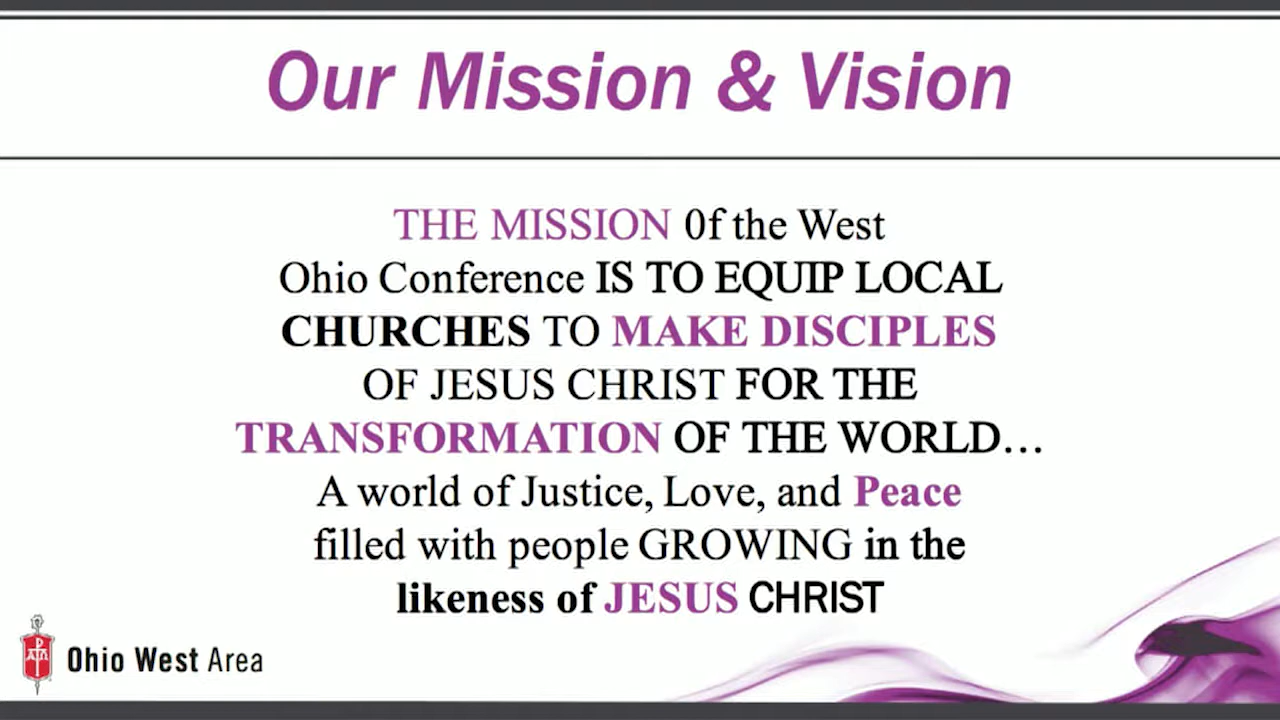 Our Mission & Vision
THE MISSION 0f the West
Ohio Conference IS TO EQUIP LOCAL
CHURCHES TO MAKE DISCIPLES
OF JESUS CHRIST FOR THE
TRANSFORMATION OF THE WORLD…
A world of Justice, Love, and Peace
filled with people GROWING in the
likeness of JESUS CHRIST
Ohio West Area